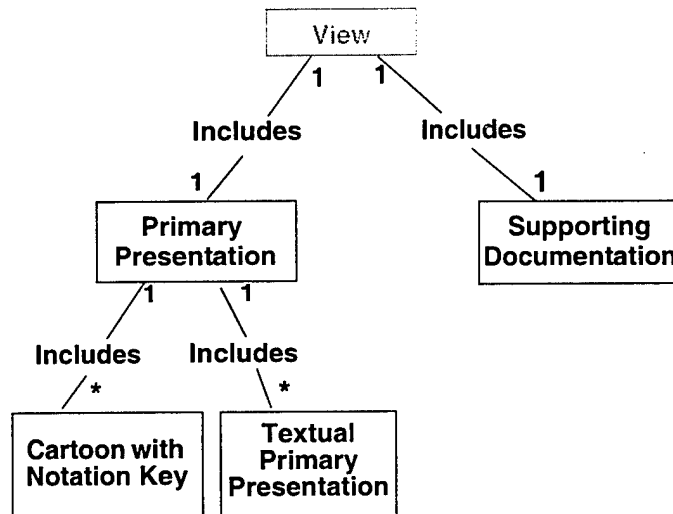 View
1 1
Includes Includes
1 1
Primary
Presentation
Supporting
Documentation
1 1
Includes Includes
* *
Cartoon with
Notation Key
Textual
Primary
Presentation